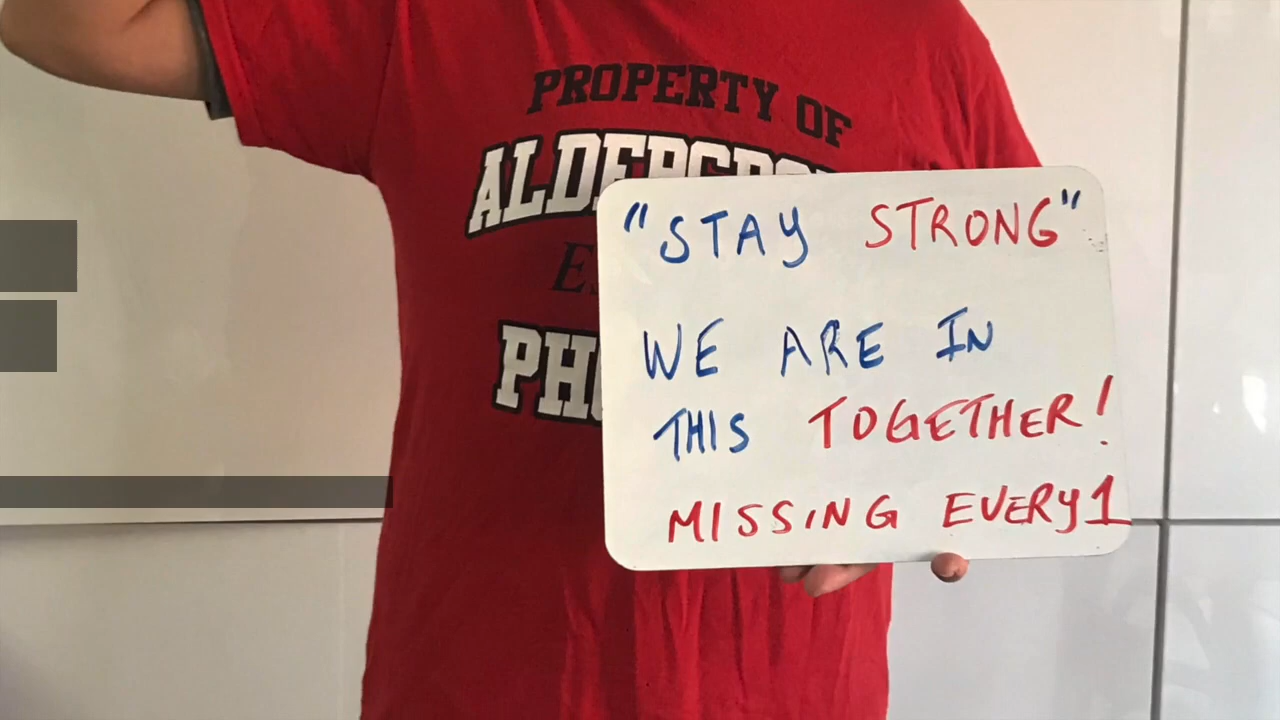 PROPERTY OF
"STAY STRONG"
WE ARE IN
THIS TOGETHER!
MISSING EVERY1